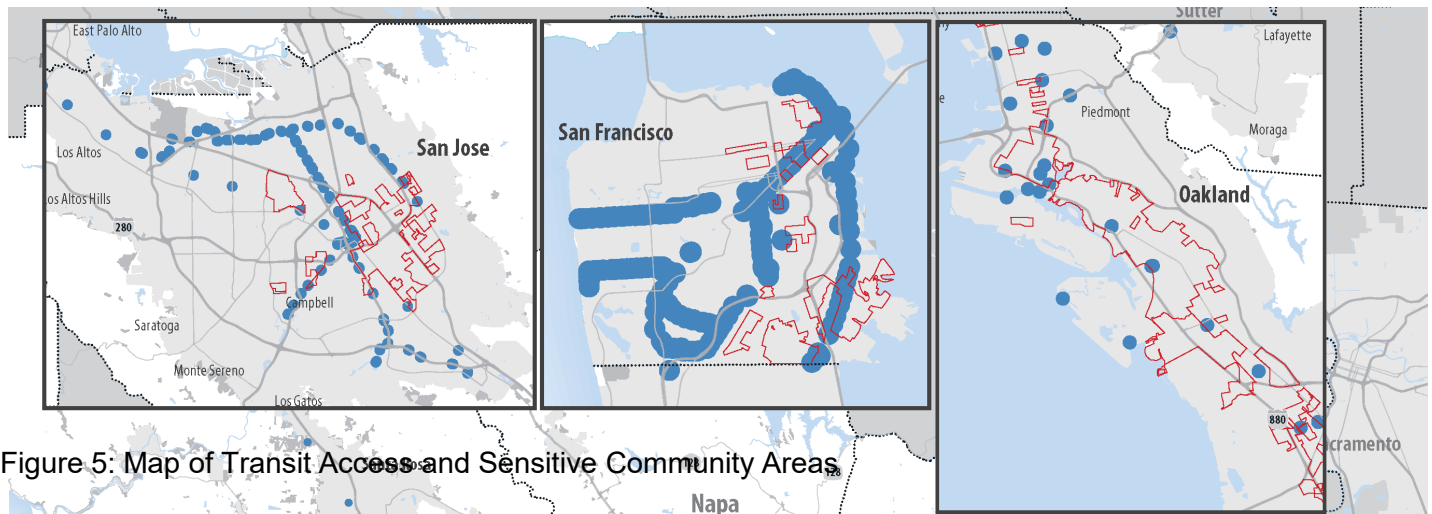 Sutter
East Palo Alto
Lafayette
San Francisco
Piedmont
Moraga
San Jose
Los Altos
Oakland
os Altos Hills
280
Campbell
Saratoga
Monte Sereno
Los Gatos
880
cramento
Figure 5: Map of Transit Access and Sensitive Community Areas
128
Napa